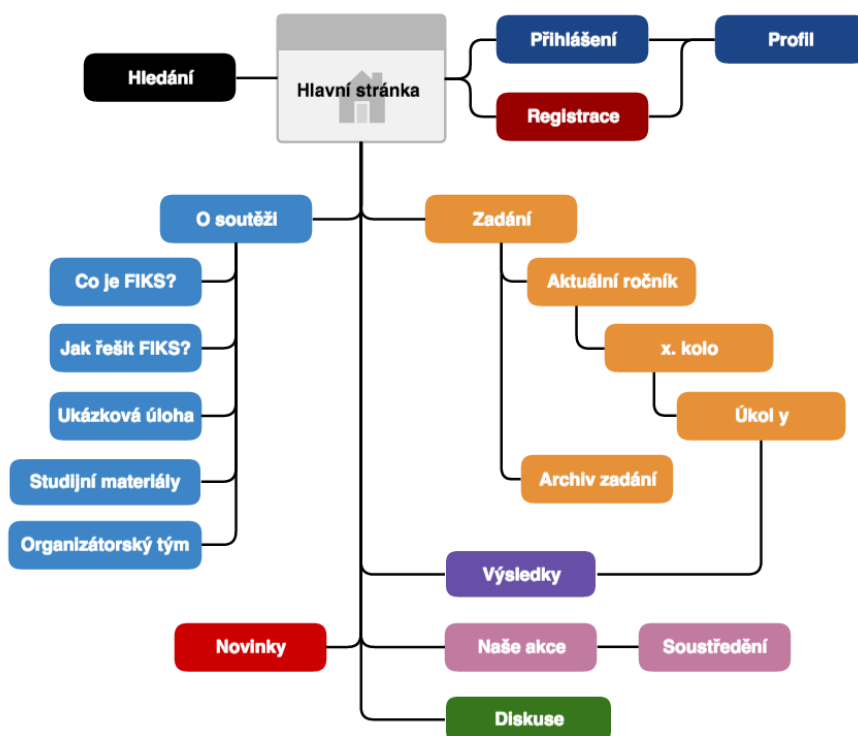 Přihlášení
Profil
Hledání
Hlavní stránka
Registrace
O soutěži
Zadání
Co je FIKS?
Aktuální ročník
Jak řešit FIKS?
x. kolo
Ukázková úloha
Úkol y
Studijní materiály
Archiv zadání
Organizátorský tým
Výsledky
Novinky
Naše akce
Soustředění
Diskuse